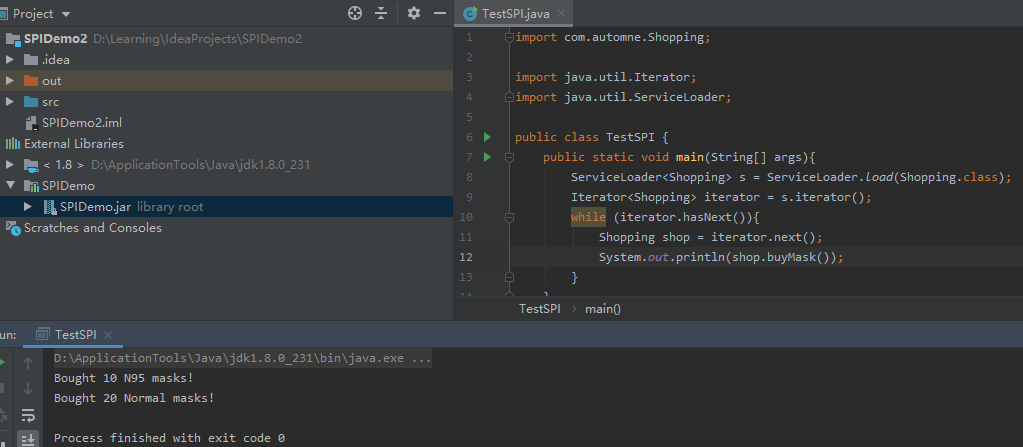 Project
SPIDemo2 D:\Learning\IdeaProjects\SPIDemo2
.idea
out
src
SPIDemo2.iml
External Libraries
< 1.8 > D:\ApplicationTools\Java\jdk1.8.0_231
SPIDemo
SPIDemo.jar library root
Scratches and Consoles
TestSPI.java
1 import com.automne.Shopping;
2
3 import java.util.Iterator;
4 import java.util.ServiceLoader;
5
6 public class TestSPI {
7 public static void main(String[] args){
8 ServiceLoader<Shopping> s = ServiceLoader.load(Shopping.class);
9 Iterator<Shopping> iterator = s.iterator();
10 while (iterator.hasNext()){
11 Shopping shop = iterator.next();
12 System.out.println(shop.buyMask());
13 }
TestSPI > main()
un: TestSPI
D:\ApplicationTools\Java\jdk1.8.0_231\bin\java.exe ...
Bought 10 N95 masks!
Bought 20 Normal masks!
Process finished with exit code 0